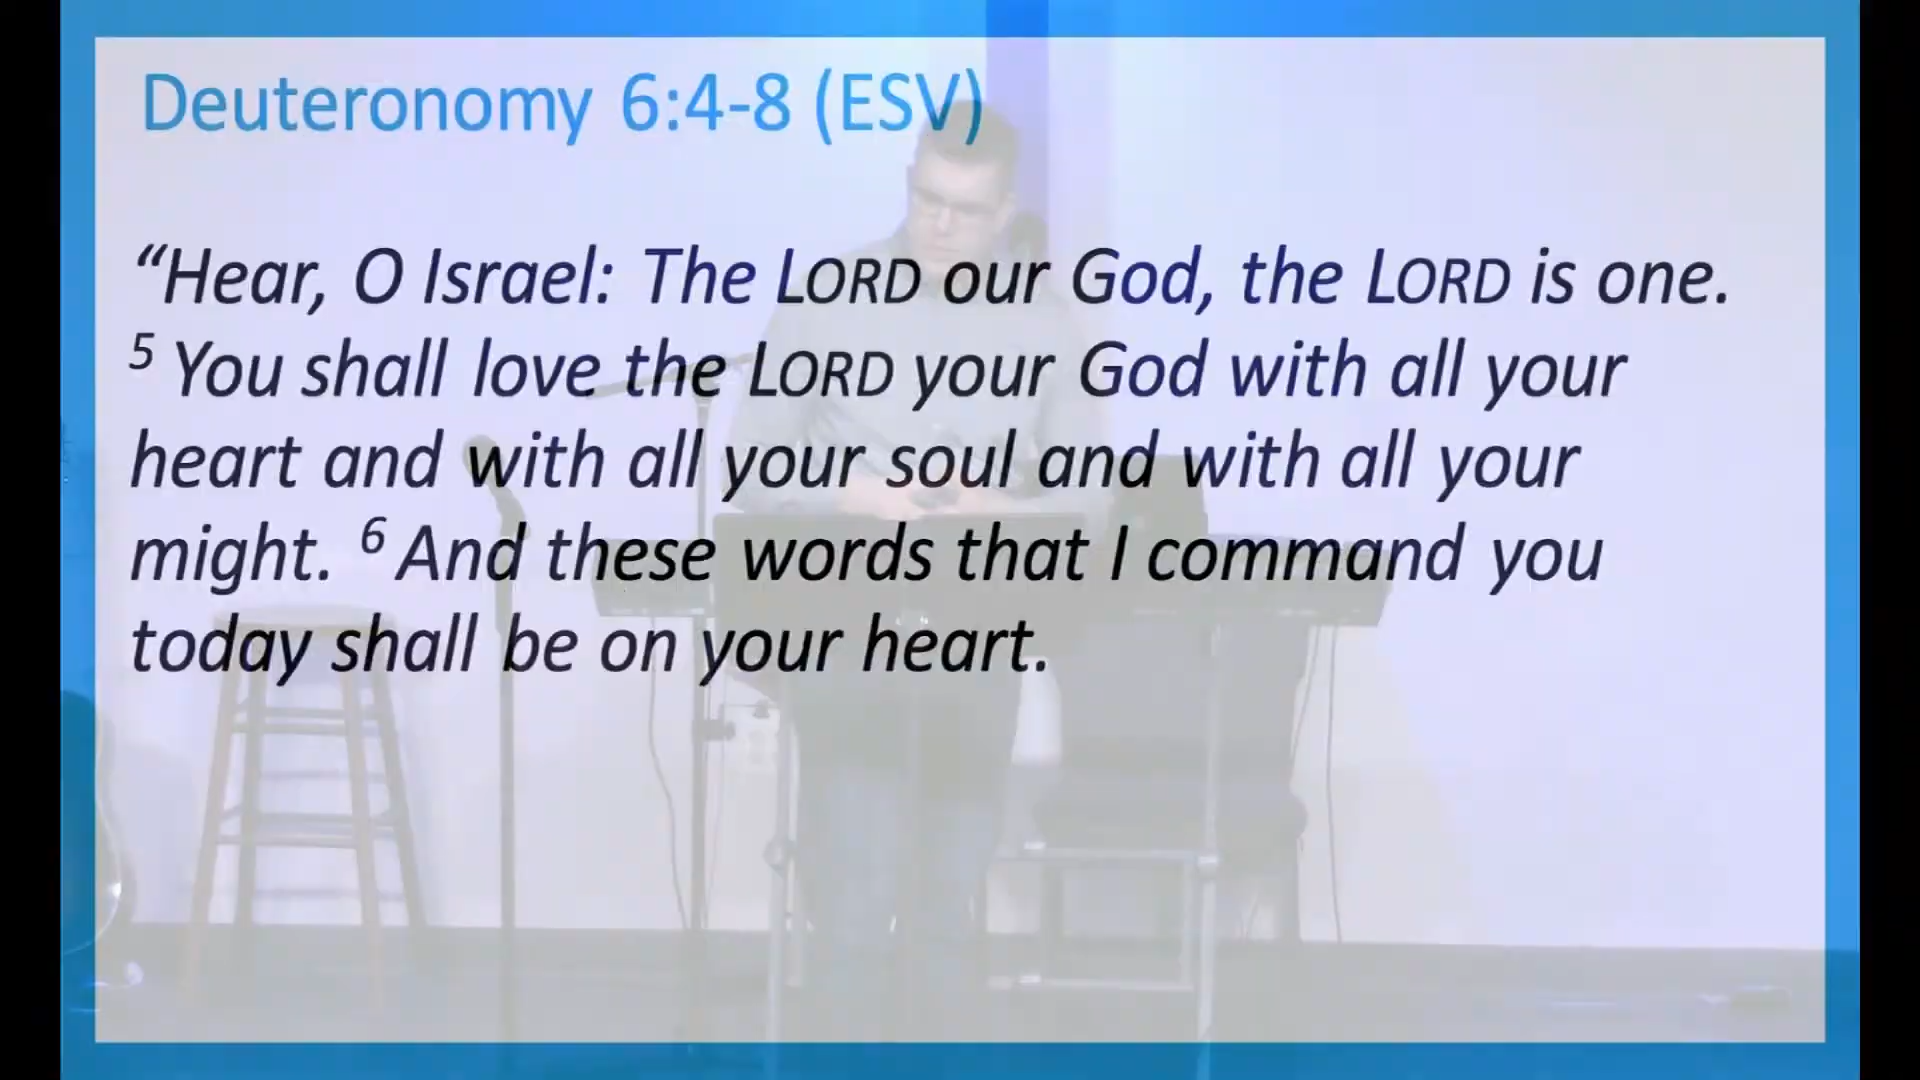 Deuteronomy 6:4-8 (ESV)
“Hear, O Israel: The LORD our God, the LORD is one.
5 You shall love the LORD your God with all your
heart and with all your soul and with all your
might. 6 And these words that I command you
today shall be on your heart.